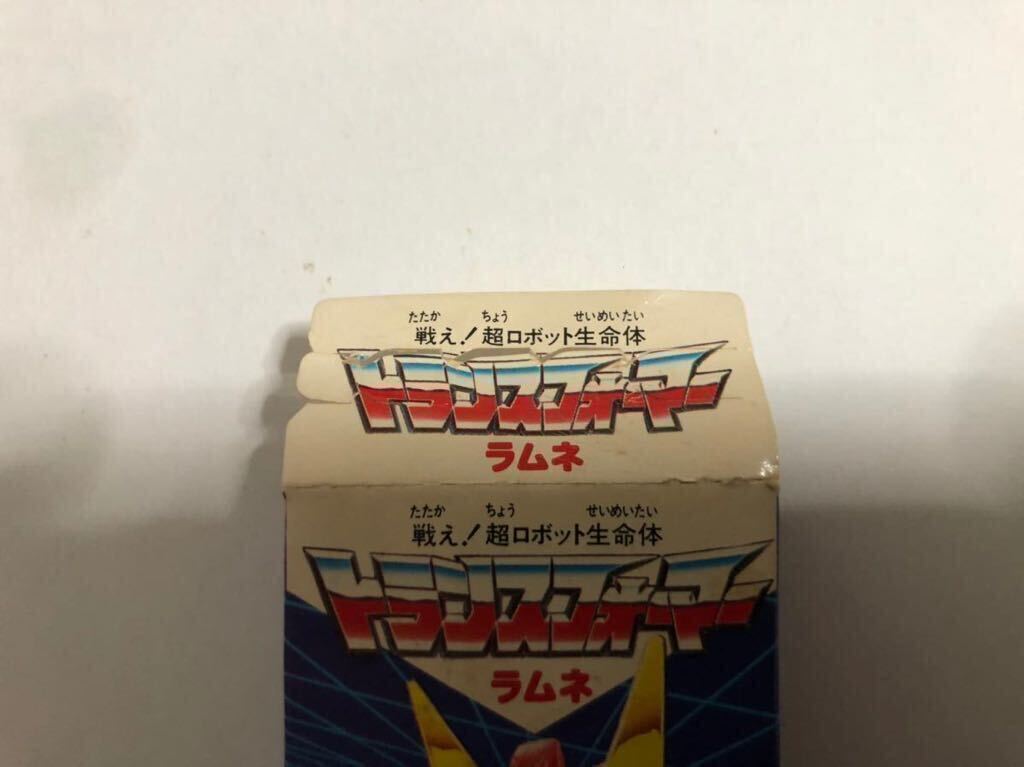 たたか ちょう せいめいたい
戦え!超ロボット生命体
トランスフォーマー
ラムネ
たたか ちょう せいめいたい
戦え!超ロボット生命体
トランスフォーマー
ラムネ